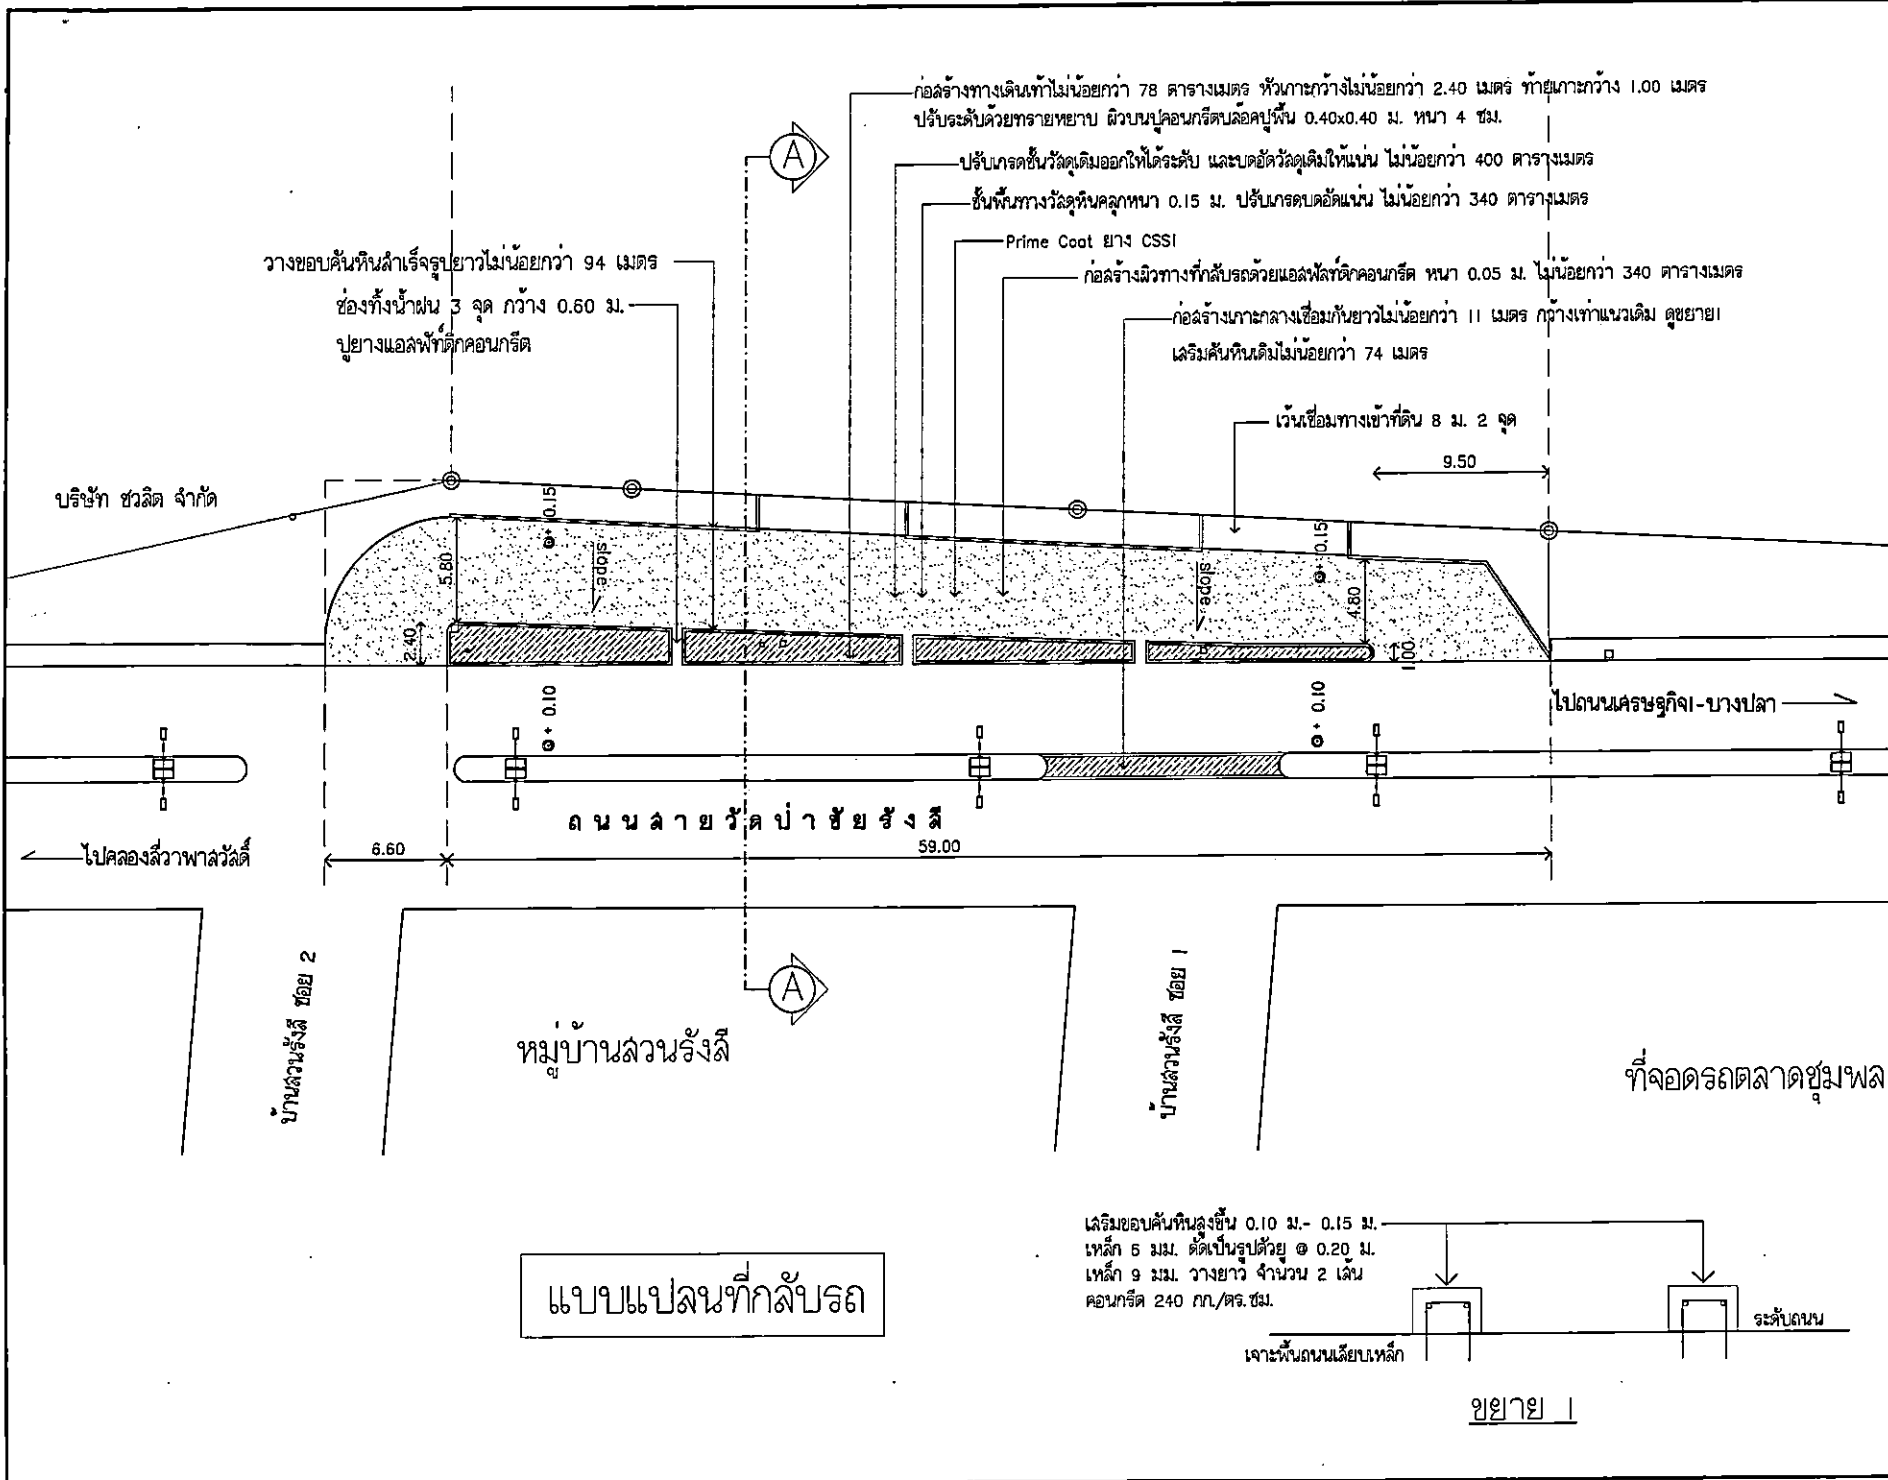 ก่อสร้างทางเดินเท้าไม่น้อยกว่า 78 ตารางเมตร หัวเกาะกว้างไม่น้อยกว่า 2.40 เมตร ท้ายเกาะกว้าง 1.00 เมตร
ปรับระดับด้วยทรายหยาบ ผิวบนปูคอนกรีตบล๊อคปูพื้น 0.40x0.40 ม. หนา 4 ซม.
A
ปรับเกรดชั้นวัสดุเดิมออกให้ได้ระดับ และบดอัดวัสดุเดิมให้แน่น ไม่น้อยกว่า 400 ตารางเมตร
ชั้นพื้นทางวัสดุหินคลุกหนา 0.15 ม. ปรับเกรดบดอัดแน่น ไม่น้อยกว่า 340 ตารางเมตร
Prime Coat ยาง CSS1
วางขอบคันหินสำเร็จรูปยาวไม่น้อยกว่า 94 เมตร
ก่อสร้างผิวทางที่กลับรถด้วยแอสฟัลท์ติกคอนกรีต หนา 0.05 ม. ไม่น้อยกว่า 340 ตารางเมตร
ช่องทิ้งน้ำฝน 3 จุด กว้าง 0.60 ม.
ปูยางแอสฟัท์ติกคอนกรีต
ก่อสร้างเกาะกลางเชื่อมกันยาวไม่น้อยกว่า 11 เมตร กว้างเท่าแนวเดิม ดูขยาย1
เสริมคันหินเดิมไม่น้อยกว่า 74 เมตร
เว้นเชื่อมทางเข้าที่ดิน 8 ม. 2 จุด
9.50
บริษัท ชวลิต จำกัด
+ 0.15
+ 0.15
slope
slope
5.80
4.80
2.40
1.00
+ 0.10
+ 0.10
ไปถนนเศรษฐกิจ1-บางปลา
ถนนสายวัดป่าชัยรังสี
ไปคลองสี่วาพาสวัสดิ์
6.60
59.00
บ้านสวนรังสี ซอย 2
บ้านสวนรังสี ซอย 1
A
หมู่บ้านสวนรังสี
ที่จอดรถตลาดชุมพล
แบบแปลนที่กลับรถ
เสริมขอบคันหินสูงขึ้น 0.10 ม.- 0.15 ม.
เหล็ก 6 มม. ดัดเป็นรูปตัวยู @ 0.20 ม.
เหล็ก 9 มม. วางยาว จำนวน 2 เส้น
คอนกรีต 240 กก./ตร.ซม.
ระดับถนน
เจาะพื้นถนนเสียบเหล็ก
ขยาย 1